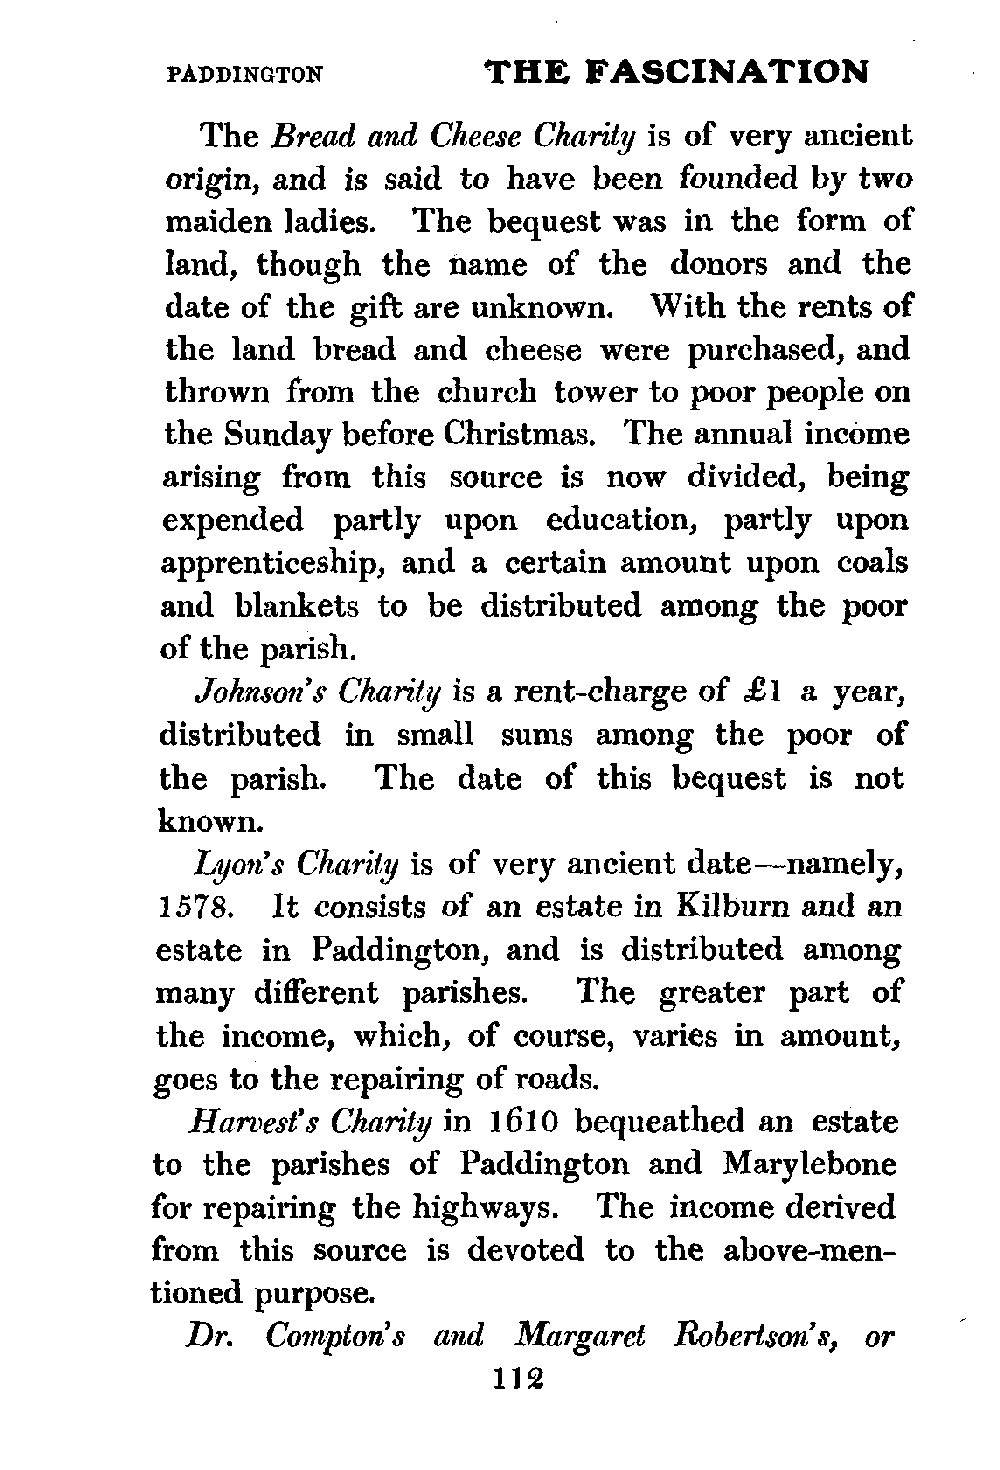 PADDINGTON THE FASCINATION
The Bread and Cheese Charity is of very ancient
origin, and is said to have been founded by two
maiden ladies. The bequest was in the form of
land, though the name of the donors and the
date of the gift are unknown. With the rents of
the land bread and cheese were purchased, and
thrown from the church tower to poor people on
the Sunday before Christmas. The annual income
arising from this source is now divided, being
expended partly upon education, partly upon
apprenticeship, and a certain amount upon coals
and blankets to be distributed among the poor
of the parish.
Johnson's Charity is a rent-charge of £1 a year,
distributed in small sums among the poor of
the parish. The date of this bequest is not
known.
Lyon's Charity is of very ancient date—namely,
1578. It consists of an estate in Kilburn and an
estate in Paddington, and is distributed among
many different parishes. The greater part of
the income, which, of course, varies in amount,
goes to the repairing of roads.
Harvest's Charity in 1610 bequeathed an estate
to the parishes of Paddington and Marylebone
for repairing the highways. The income derived
from this source is devoted to the above-men-
tioned purpose.
Dr. Compton's and Margaret Robertson's, or
112